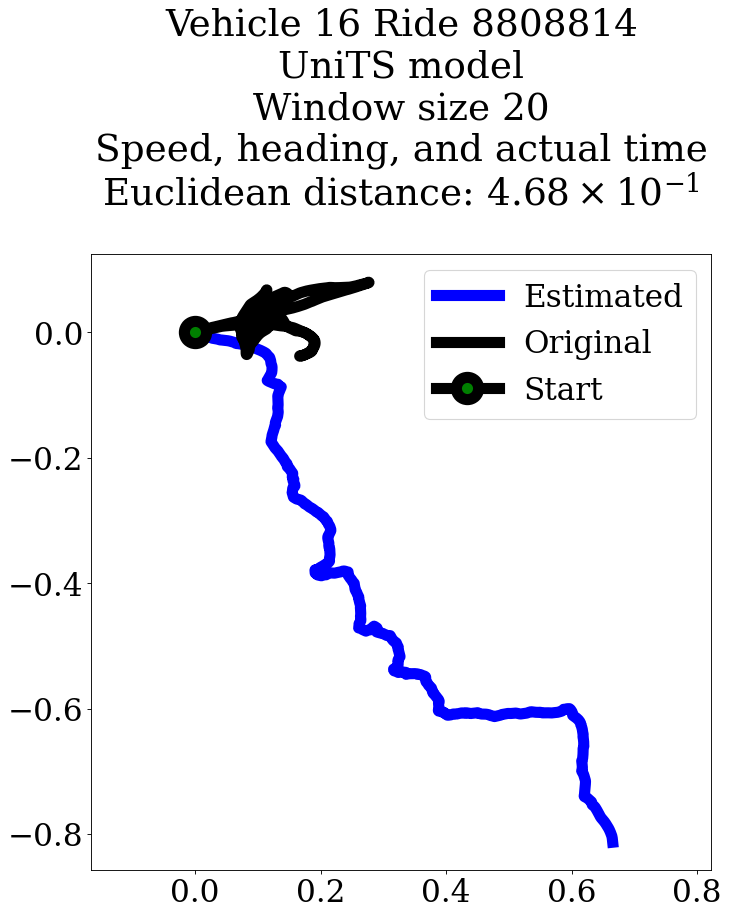 Vehicle 16 Ride 8808814
UniTS model
Window size 20
Speed, heading, and actual time
Euclidean distance: 4.68 × 10⁻¹
Estimated
Original
Start
0.0
−0.2
−0.4
−0.6
−0.8
0.0 0.2 0.4 0.6 0.8